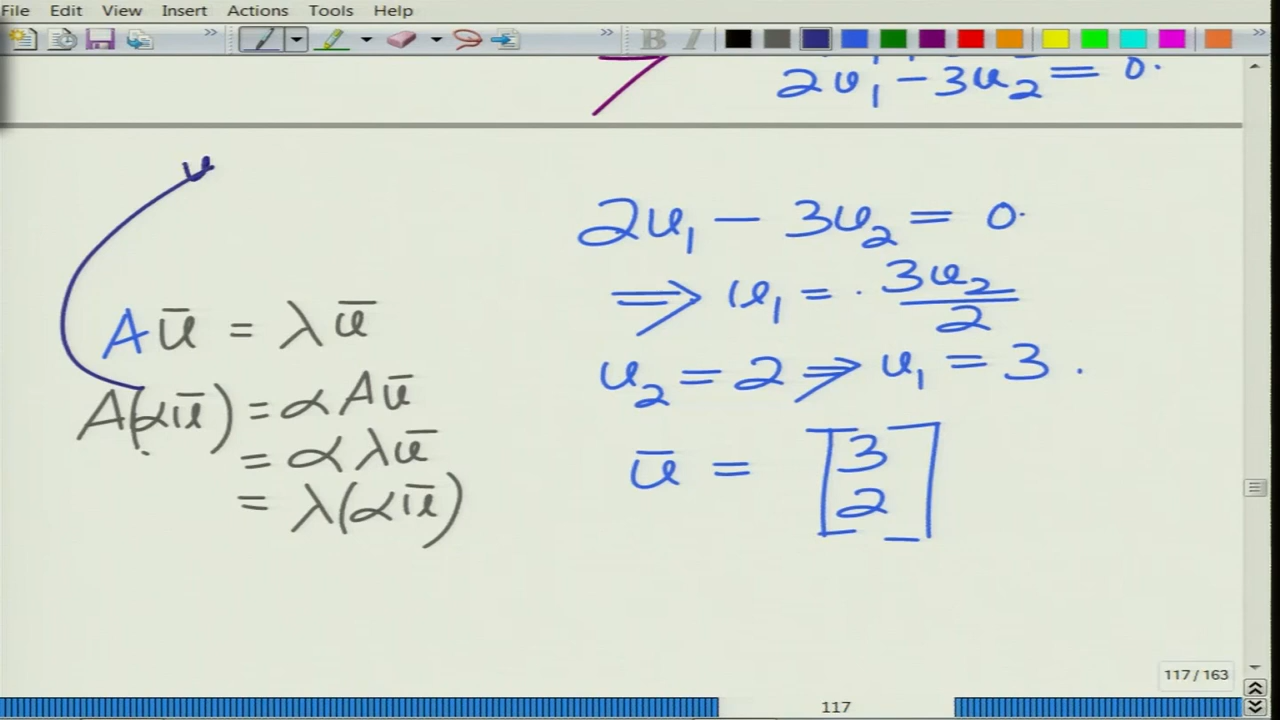 File Edit View Insert Actions Tools Help
B I
2u₁ - 3u₂ = 0.
u
2u₁ - 3u₂ = 0.
⟹ u₁ = 3u₂/2
u₂ = 2 ⟹ u₁ = 3.
ū = [3
2]
Aū = λū
A(αū) = αAū
= αλū
= λ(αū)
117 / 163
117